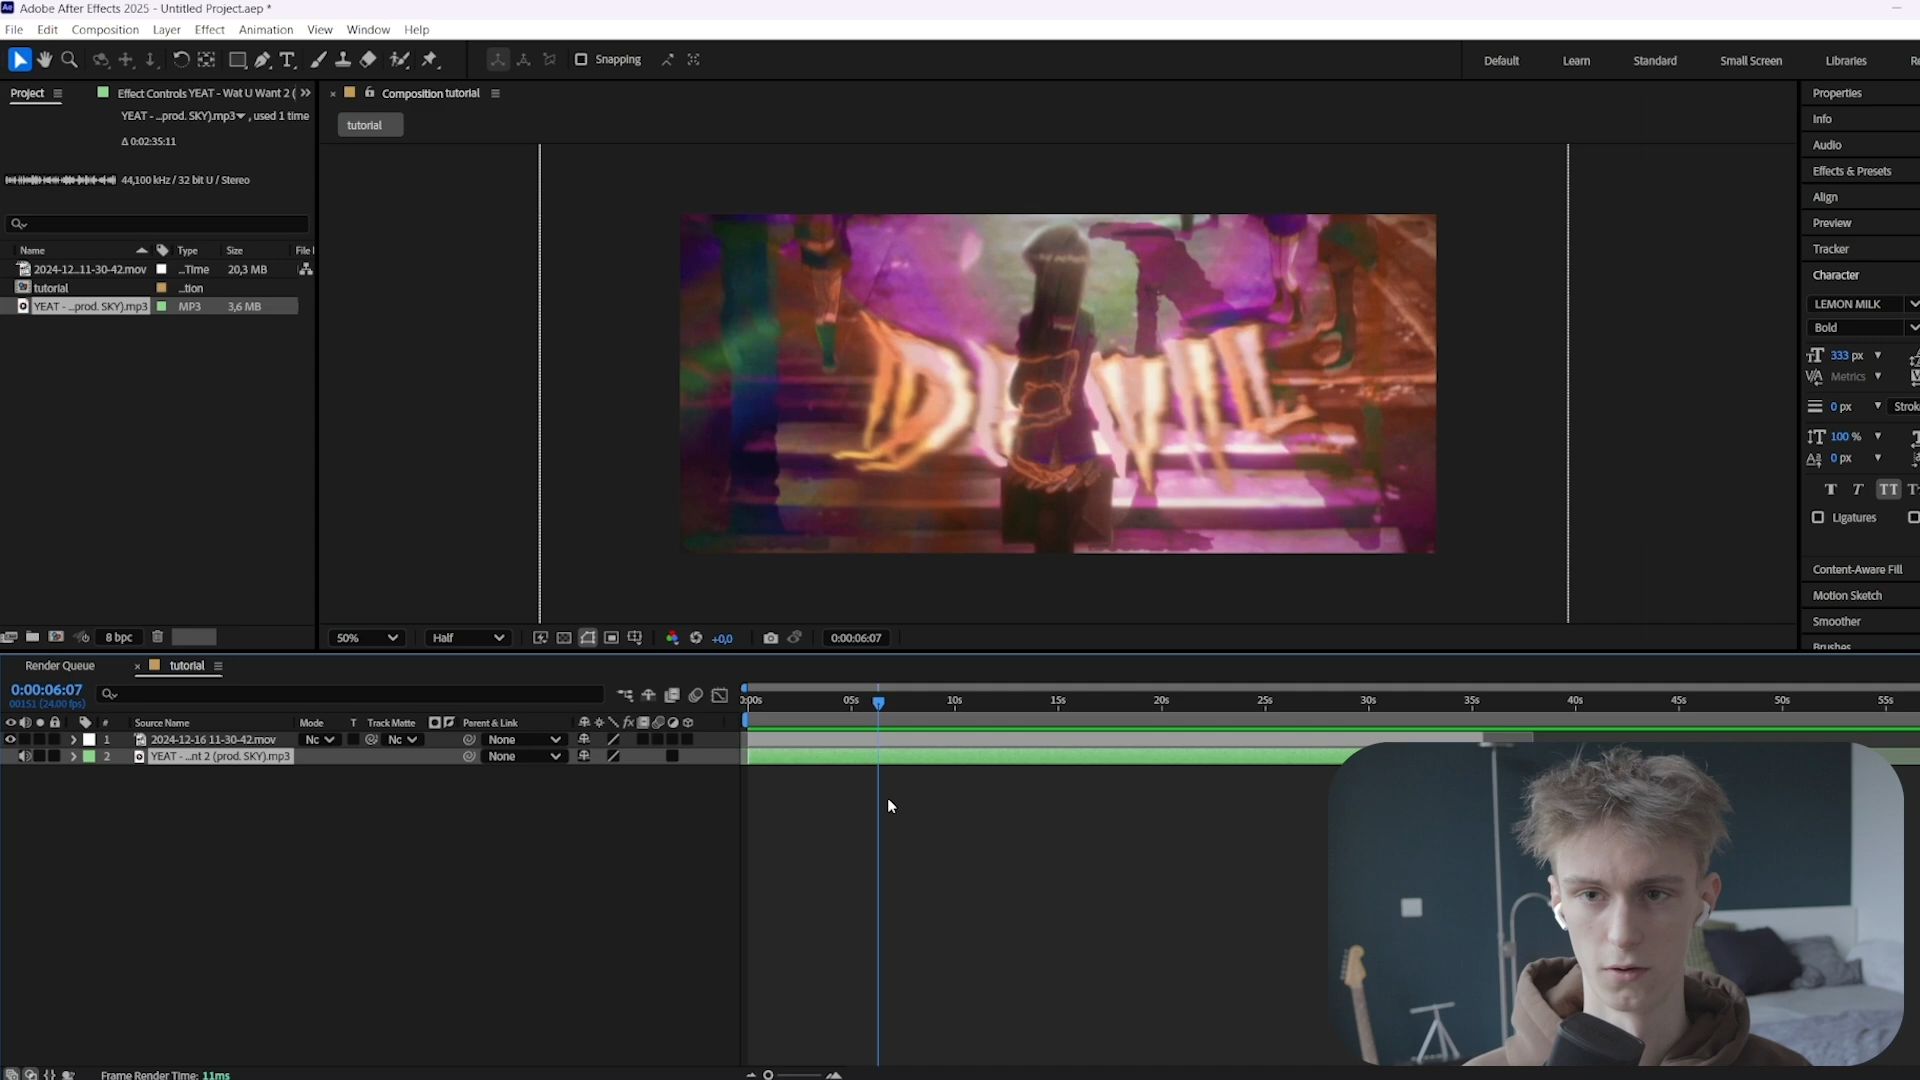 Adobe After Effects 2025 - Untitled Project.aep *
File Edit Composition Layer Effect Animation View Window Help
Snapping
Default Learn Standard Small Screen Libraries Re
Project
Effect Controls YEAT - Wat U Want 2 (
YEAT - ...prod. SKY).mp3 , used 1 time
Δ 0:02:35:11
44,100 kHz / 32 bit U / Stereo
Name Type Size File I
2024-12...11-30-42.mov ...Time 20,3 MB
tutorial ...tion
YEAT - ...prod. SKY).mp3 MP3 3,6 MB
8 bpc
Composition tutorial
tutorial
50% Half +0,0 0:00:06:07
Properties
Info
Audio
Effects & Presets
Align
Preview
Tracker
Character
LEMON MILK
Bold
333 px
Metrics
0 px Strok
100 %
0 px
Ligatures
Content-Aware Fill
Motion Sketch
Smoother
Brushes
Render Queue tutorial
0:00:06:07
00151 (24.00 fps)
0:00s 05s 10s 15s 20s 25s 30s 35s 40s 45s 50s 55s
# Source Name Mode T Track Matte Parent & Link
1 2024-12-16 11-30-42.mov Nc Nc None
2 YEAT - ...nt 2 (prod. SKY).mp3 None
Frame Render Time: 11ms